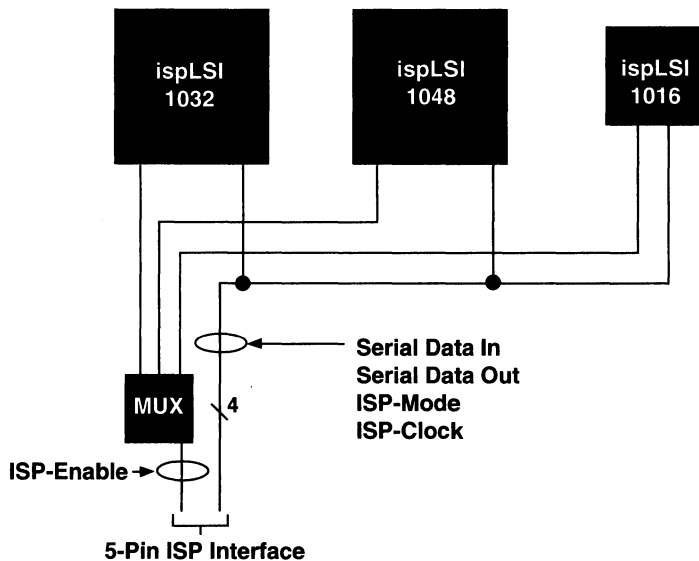 ispLSI
1032
ispLSI
1048
ispLSI
1016
Serial Data In
Serial Data Out
ISP-Mode
ISP-Clock
MUX
4
ISP-Enable
5-Pin ISP Interface